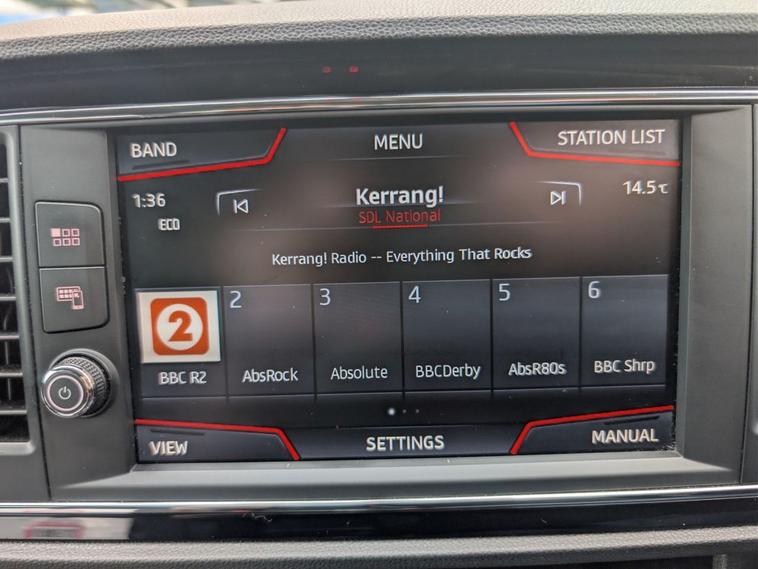 BAND MENU STATION LIST
1:36 Kerrang! 14.5°C
ECO SDL National
Kerrang! Radio -- Everything That Rocks
2 2 3 4 5 6
BBC R2 AbsRock Absolute BBCDerby AbsR80s BBC Shrp
VIEW SETTINGS MANUAL